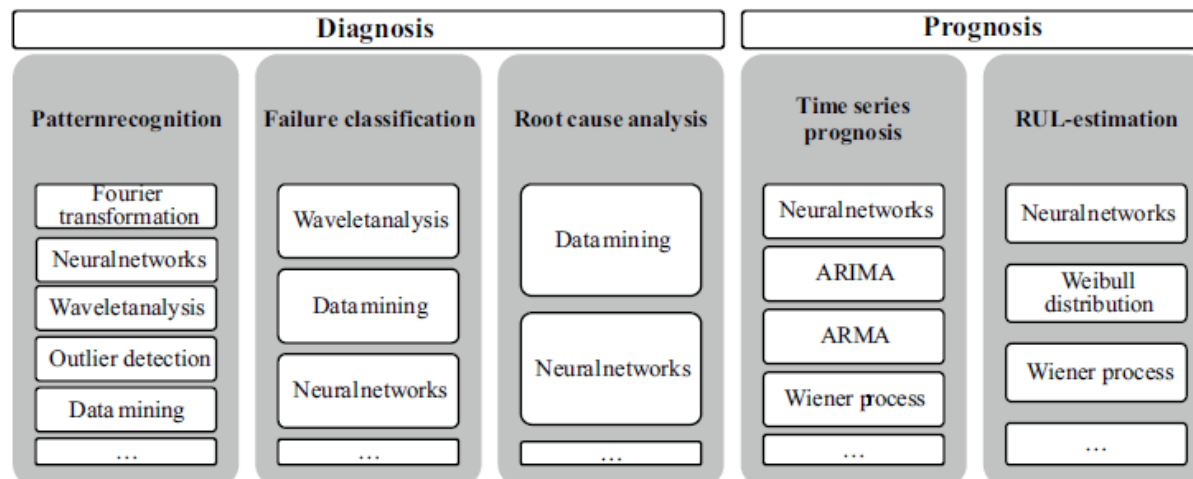 Diagnosis
Prognosis
Patternrecognition
Fourier
transformation
Neuralnetworks
Waveletanalysis
Outlier detection
Data mining
...
Failure classification
Waveletanalysis
Datamining
Neuralnetworks
...
Root cause analysis
Datamining
Neuralnetworks
...
Time series
prognosis
Neuralnetworks
ARIMA
ARMA
Wiener process
...
RUL-estimation
Neuralnetworks
Weibull
distribution
Wiener process
...